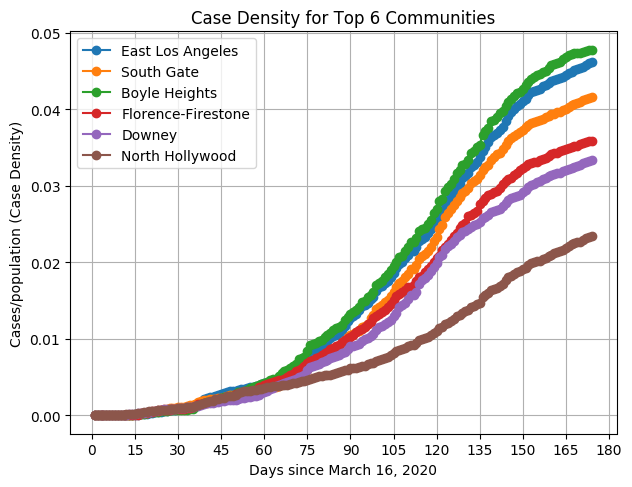 Case Density for Top 6 Communities
0.05
0.04
0.03
0.02
0.01
0.00
Cases/population (Case Density)
East Los Angeles
South Gate
Boyle Heights
Florence-Firestone
Downey
North Hollywood
0 15 30 45 60 75 90 105 120 135 150 165 180
Days since March 16, 2020